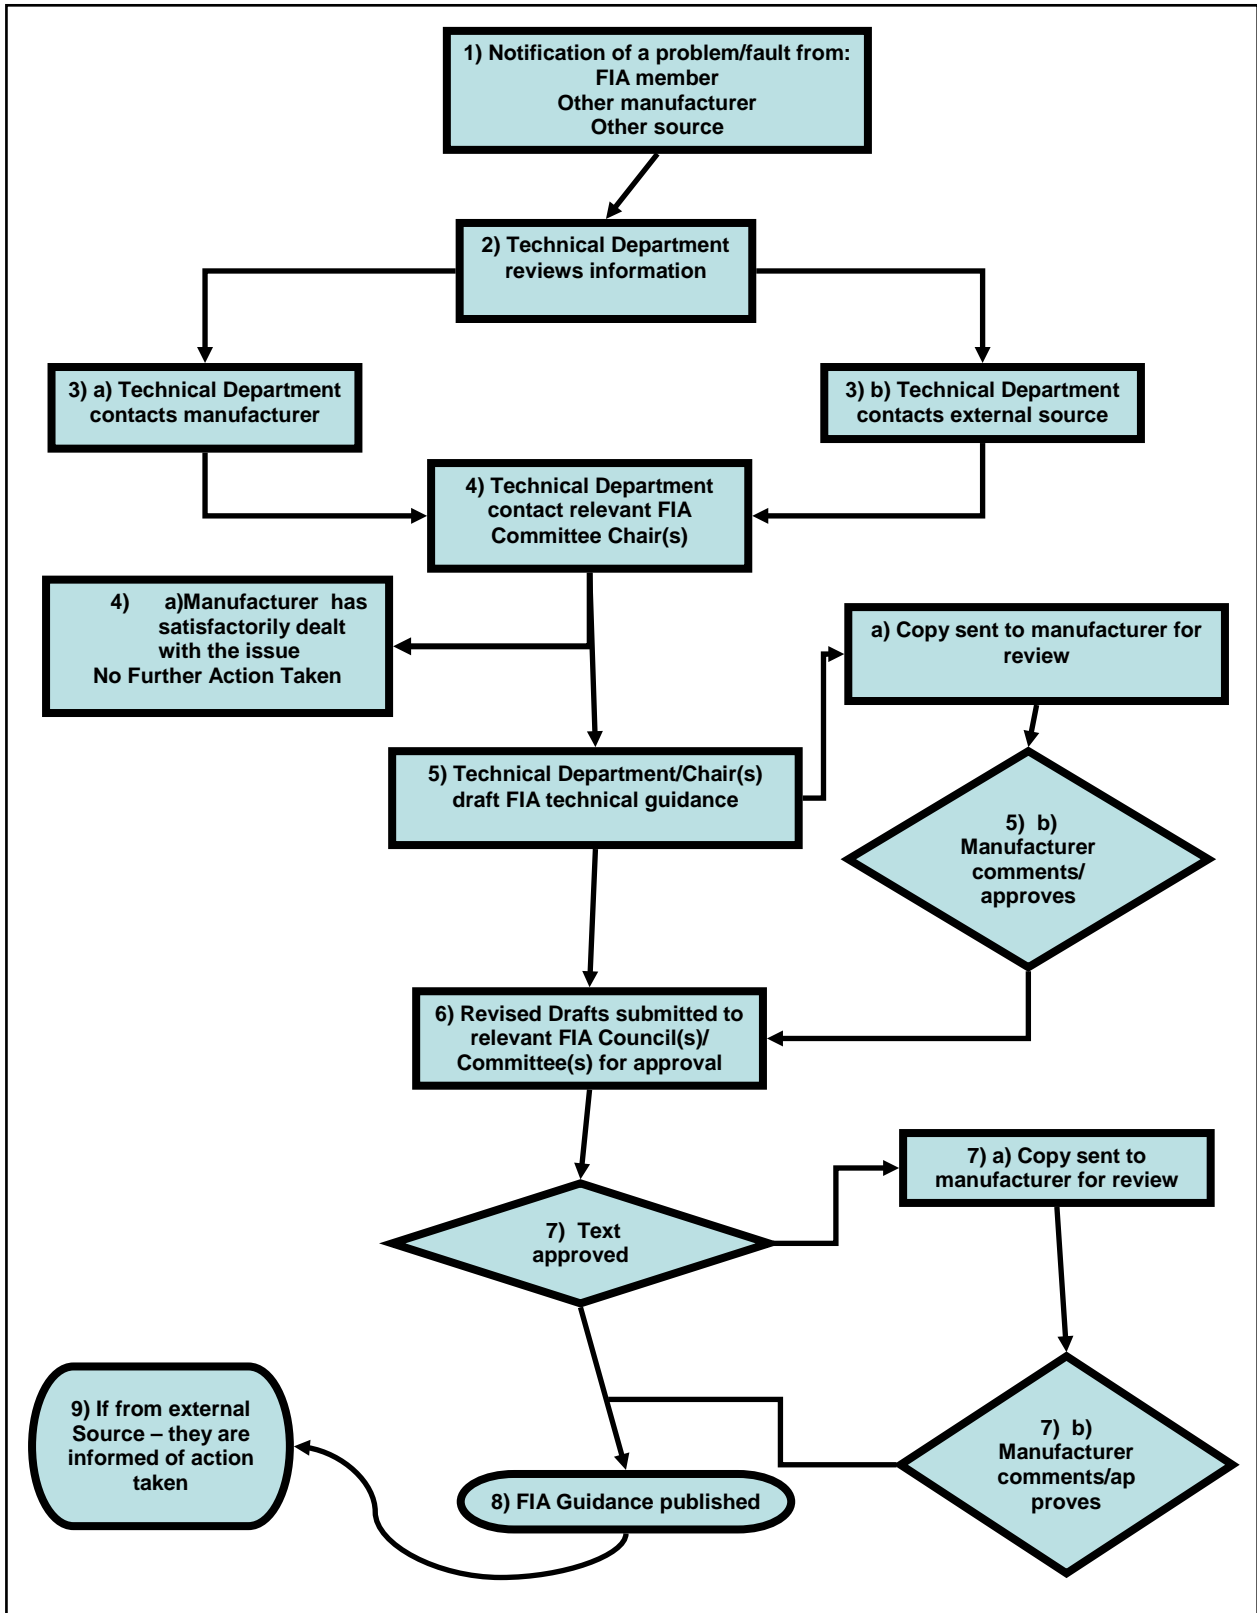 1) Notification of a problem/fault from:
FIA member
Other manufacturer
Other source
2) Technical Department
reviews information
3) a) Technical Department
contacts manufacturer
3) b) Technical Department
contacts external source
4) Technical Department
contact relevant FIA
Committee Chair(s)
4) a)Manufacturer has
satisfactorily dealt
with the issue
No Further Action Taken
a) Copy sent to manufacturer for
review
5) Technical Department/Chair(s)
draft FIA technical guidance
5) b)
Manufacturer
comments/
approves
6) Revised Drafts submitted to
relevant FIA Council(s)/
Committee(s) for approval
7) a) Copy sent to
manufacturer for review
7) Text
approved
9) If from external
Source – they are
informed of action
taken
7) b)
Manufacturer
comments/ap
proves
8) FIA Guidance published